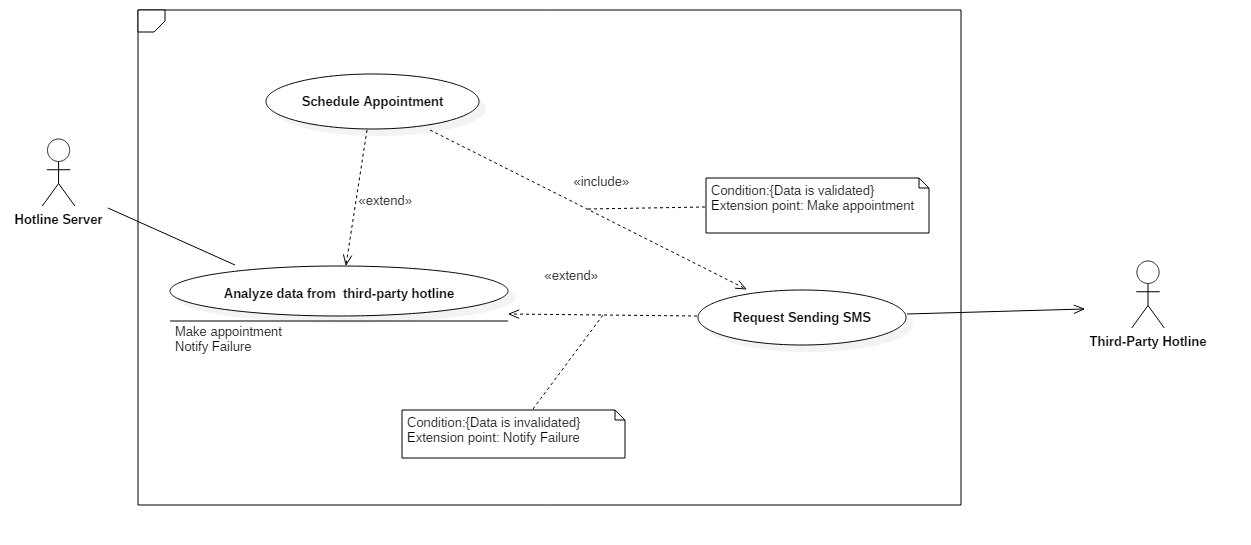 Schedule Appointment
«include»
Condition:{Data is validated}
Extension point: Make appointment
«extend»
Hotline Server
«extend»
Analyze data from  third-party hotline
Request Sending SMS
Make appointment
Notify Failure
Third-Party Hotline
Condition:{Data is invalidated}
Extension point: Notify Failure